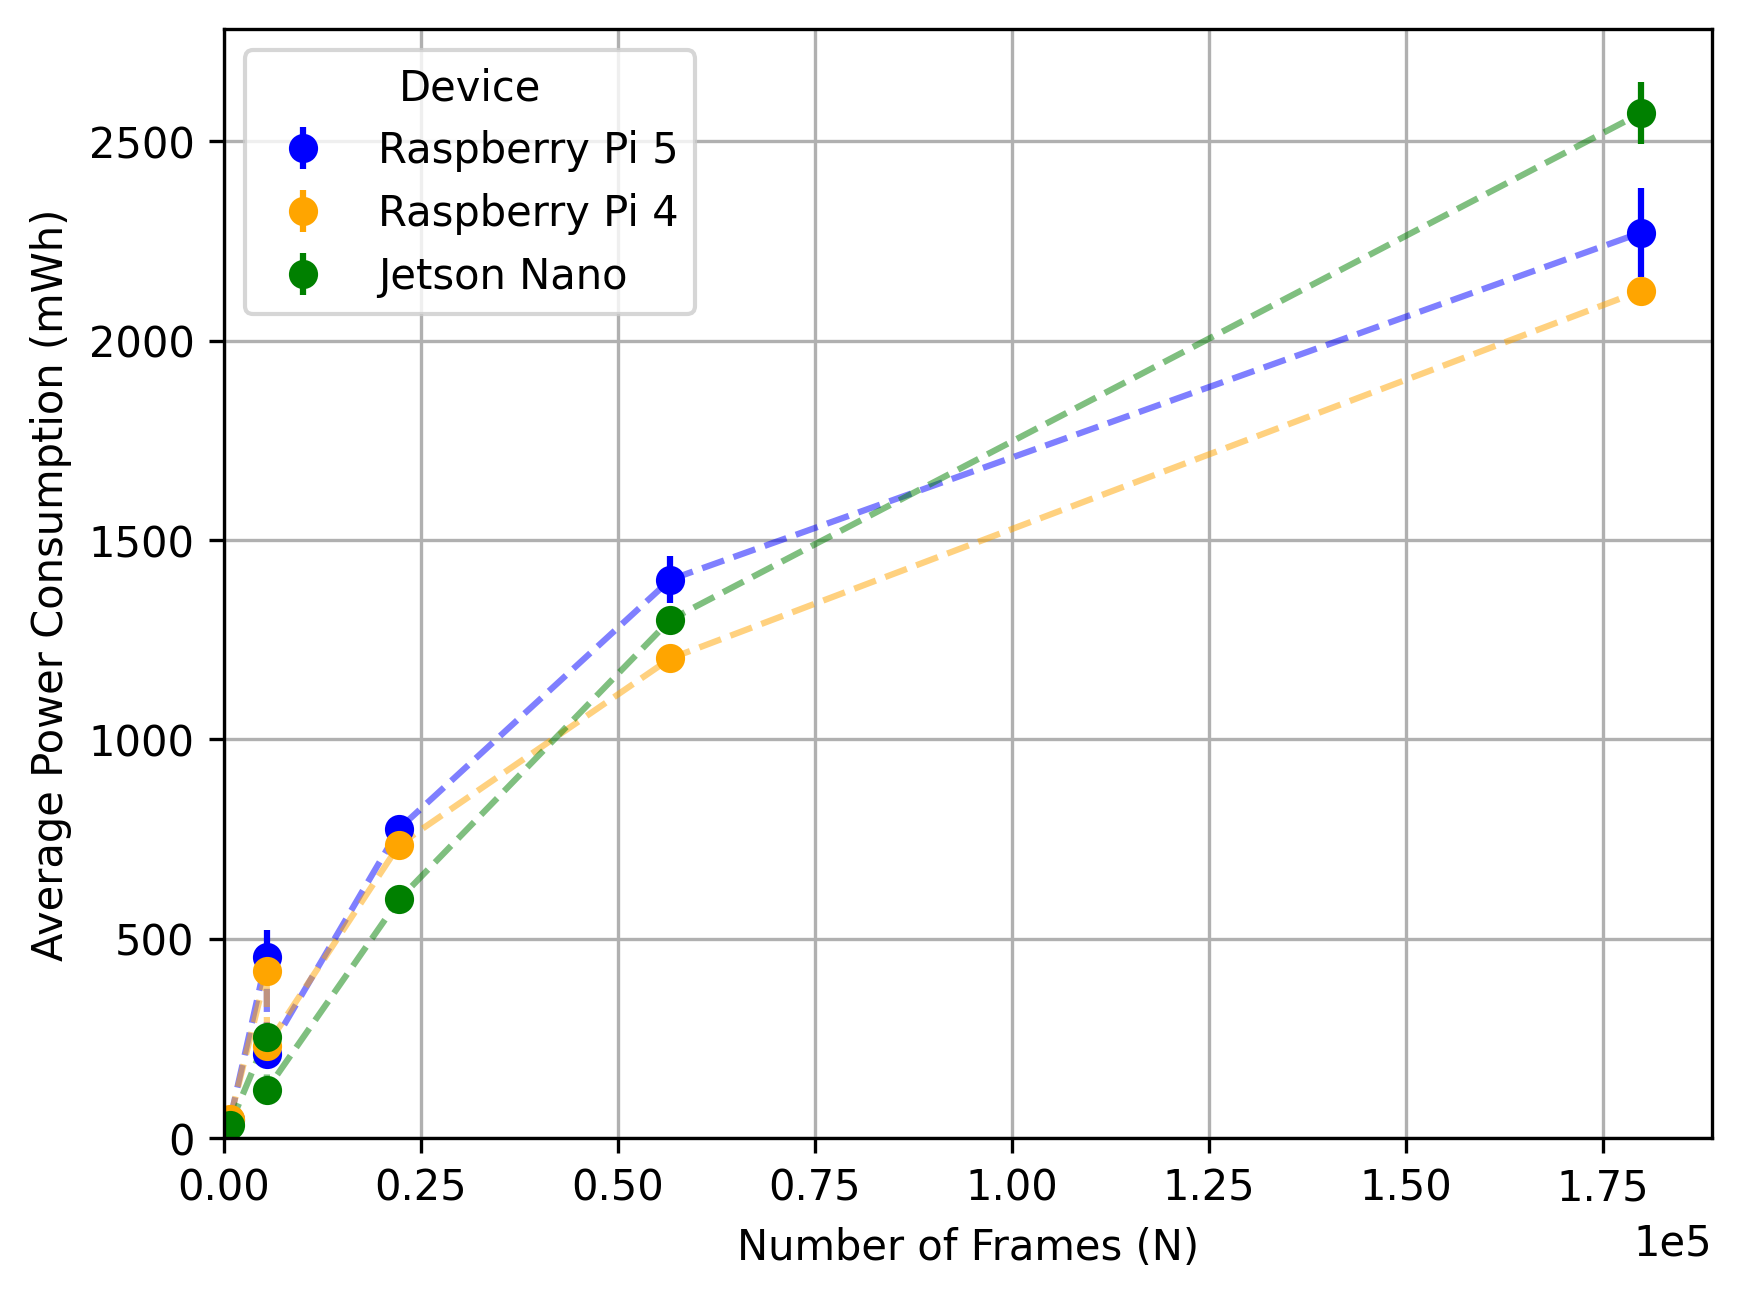 Device
Raspberry Pi 5
Raspberry Pi 4
Jetson Nano
Average Power Consumption (mWh)
2500
2000
1500
1000
500
0
0.00 0.25 0.50 0.75 1.00 1.25 1.50 1.75
1e5
Number of Frames (N)